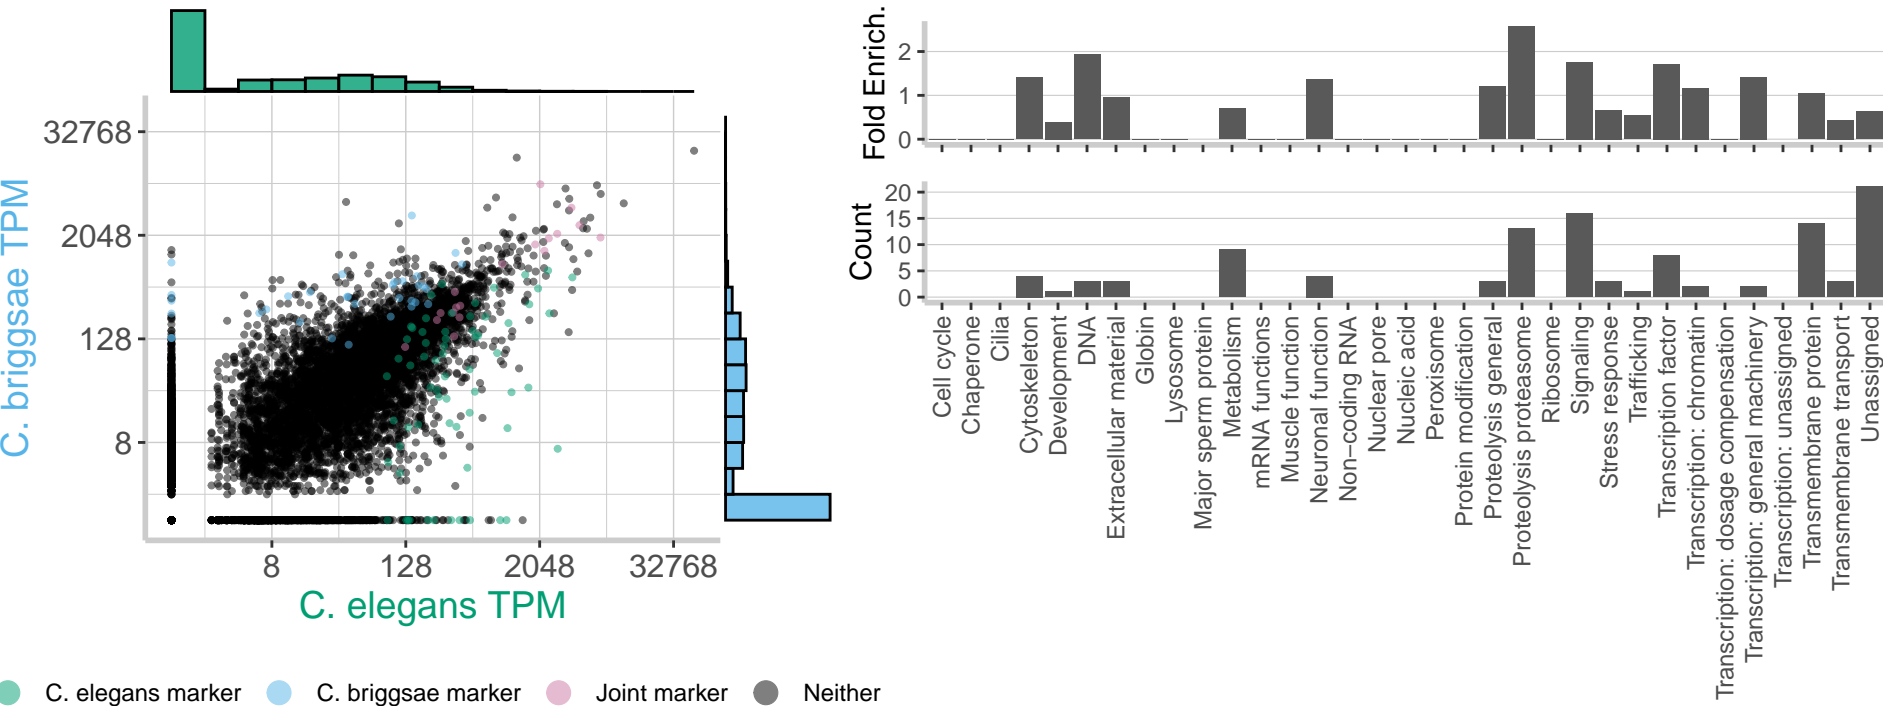 32768
2048
128
8
C. briggsae TPM
8
128
2048
32768
C. elegans TPM
C. elegans marker
C. briggsae marker
Joint marker
Neither
Fold Enrich.
2
1
0
Count
20
15
10
5
0
Cell cycle
Chaperone
Cilia
Cytoskeleton
Development
DNA
Extracellular material
Globin
Lysosome
Major sperm protein
Metabolism
mRNA functions
Muscle function
Neuronal function
Non−coding RNA
Nuclear pore
Nucleic acid
Peroxisome
Protein modification
Proteolysis general
Proteolysis proteasome
Ribosome
Signaling
Stress response
Trafficking
Transcription factor
Transcription: chromatin
Transcription: dosage compensation
Transcription: general machinery
Transcription: unassigned
Transmembrane protein
Transmembrane transport
Unassigned